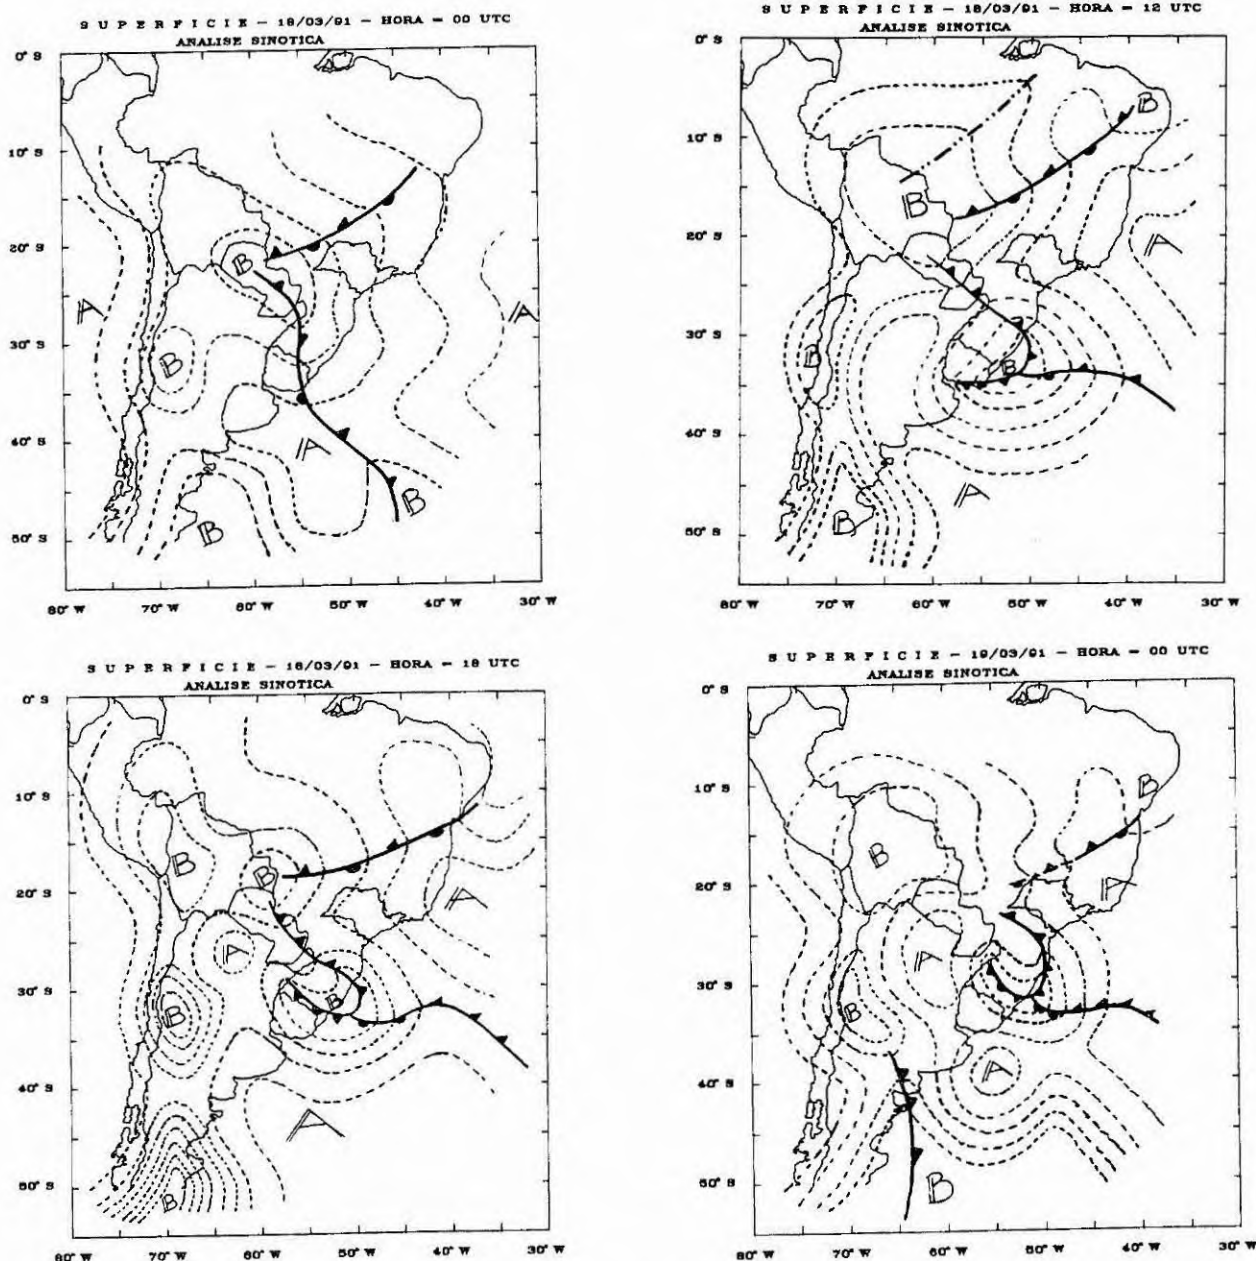 SUPERFICIE - 18/03/91 - HORA = 00 UTC
ANALISE SINOTICA
0° S
10° S
20° S
30° S
40° S
50° S
B
A
A
B
A
B
B
80° W 70° W 60° W 50° W 40° W 30° W
SUPERFICIE - 18/03/91 - HORA = 12 UTC
ANALISE SINOTICA
0° S
10° S
20° S
30° S
40° S
50° S
B
B
A
B
B
A
B
80° W 70° W 60° W 50° W 40° W 30° W
SUPERFICIE - 18/03/91 - HORA = 18 UTC
ANALISE SINOTICA
0° S
10° S
20° S
30° S
40° S
50° S
B
B
A
A
B
B
A
B
80° W 70° W 60° W 50° W 40° W 30° W
SUPERFICIE - 19/03/91 - HORA = 00 UTC
ANALISE SINOTICA
0° S
10° S
20° S
30° S
40° S
50° S
B
B
A
A
B
A
B
80° W 70° W 60° W 50° W 40° W 30° W